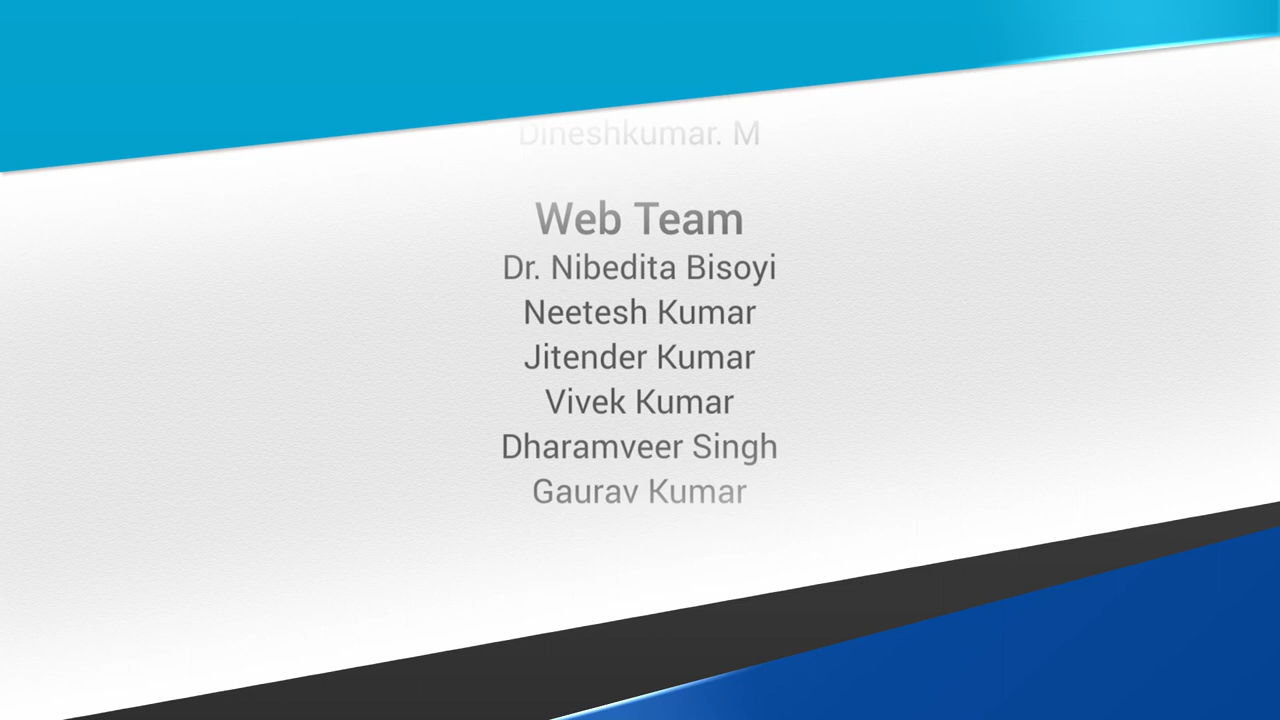 Dineshkumar. M
Web Team
Dr. Nibedita Bisoyi
Neetesh Kumar
Jitender Kumar
Vivek Kumar
Dharamveer Singh
Gaurav Kumar